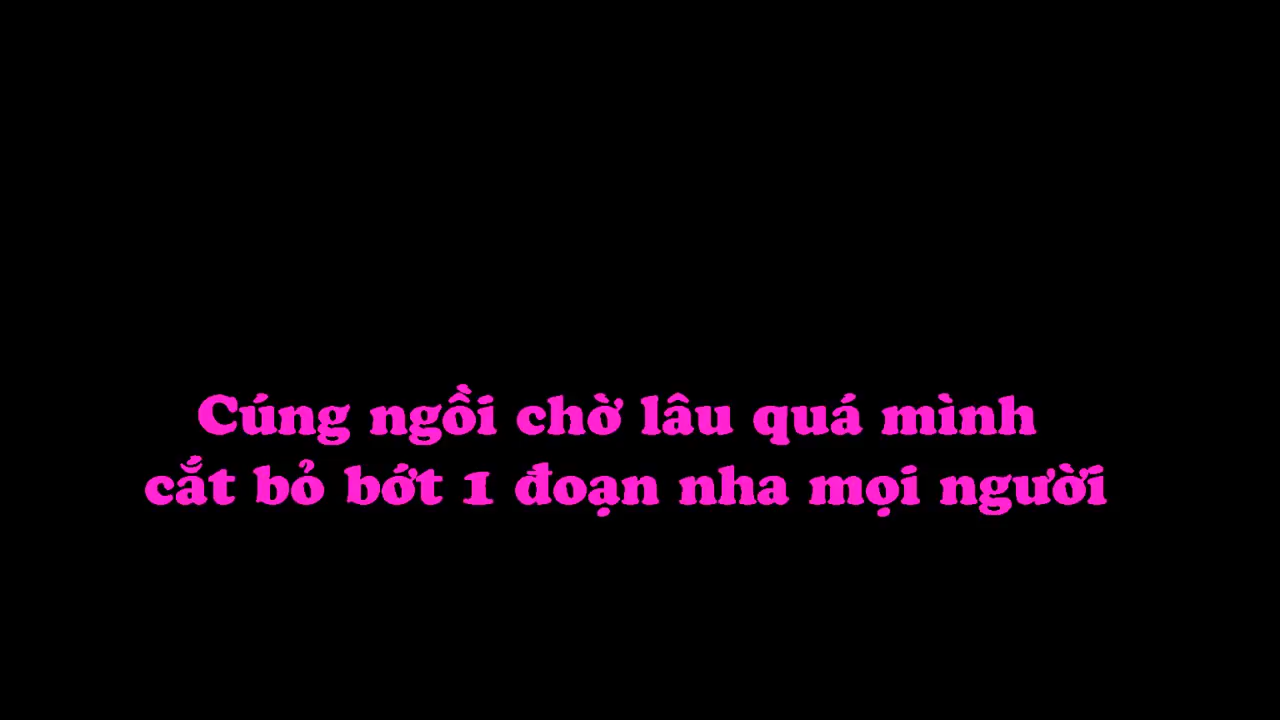 Cúng ngồi chờ lâu quá mình
cắt bỏ bớt 1 đoạn nha mọi người